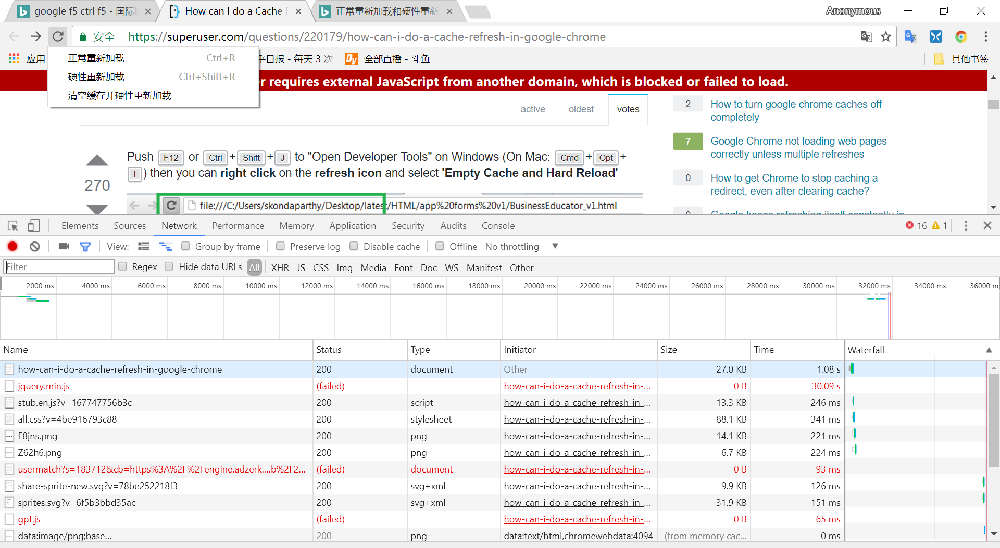 google f5 ctrl f5 - 国际
How can I do a Cache
正常重新加载和硬性重新
Anonymous
安全
https://superuser.com/questions/220179/how-can-i-do-a-cache-refresh-in-google-chrome
应用
乎日报 - 每天 3 次
全部直播 - 斗鱼
其他书签
正常重新加载 Ctrl+R
硬性重新加载 Ctrl+Shift+R
清空缓存并硬性重新加载
r requires external JavaScript from another domain, which is blocked or failed to load.
active oldest votes
270
Push F12 or Ctrl+Shift+J to "Open Developer Tools" on Windows (On Mac: Cmd+Opt+
I) then you can right click on the refresh icon and select 'Empty Cache and Hard Reload'
file:///C:/Users/skondaparthy/Desktop/latest/HTML/app%20forms%20v1/BusinessEducator_v1.html
2 How to turn google chrome caches off
completely
7 Google Chrome not loading web pages
correctly unless multiple refreshes
0 How to get Chrome to stop caching a
redirect, even after clearing cache?
0 Google keeps refreshing itself constantly in
Elements Sources Network Performance Memory Application Security Audits Console 16 1
View: Group by frame Preserve log Disable cache Offline No throttling
Filter Regex Hide data URLs All XHR JS CSS Img Media Font Doc WS Manifest Other
2000 ms 4000 ms 6000 ms 8000 ms 10000 ms 12000 ms 14000 ms 16000 ms 18000 ms 20000 ms 22000 ms 24000 ms 26000 ms 28000 ms 30000 ms 32000 ms 34000 ms 36000 m
Name Status Type Initiator Size Time Waterfall
how-can-i-do-a-cache-refresh-in-google-chrome 200 document Other 27.0 KB 1.08 s
jquery.min.js (failed) how-can-i-do-a-cache-refresh-in-... 0 B 30.09 s
stub.en.js?v=167747756b3c 200 script how-can-i-do-a-cache-refresh-in-... 13.3 KB 246 ms
all.css?v=4be916793c88 200 stylesheet how-can-i-do-a-cache-refresh-in-... 88.1 KB 341 ms
F8jns.png 200 png how-can-i-do-a-cache-refresh-in-... 14.1 KB 221 ms
Z62h6.png 200 png how-can-i-do-a-cache-refresh-in-... 6.7 KB 224 ms
usermatch?s=183712&cb=https%3A%2F%2Fengine.adzerk....b%2F2... (failed) document how-can-i-do-a-cache-refresh-in-... 0 B 93 ms
share-sprite-new.svg?v=78be252218f3 200 svg+xml how-can-i-do-a-cache-refresh-in-... 9.9 KB 126 ms
sprites.svg?v=6f5b3bbd35ac 200 svg+xml how-can-i-do-a-cache-refresh-in-... 31.9 KB 151 ms
gpt.js (failed) how-can-i-do-a-cache-refresh-in-... 0 B 65 ms
data:image/png;base... 200 png data:text/html,chromewebdata:4094 (from memory cac... 0 ms